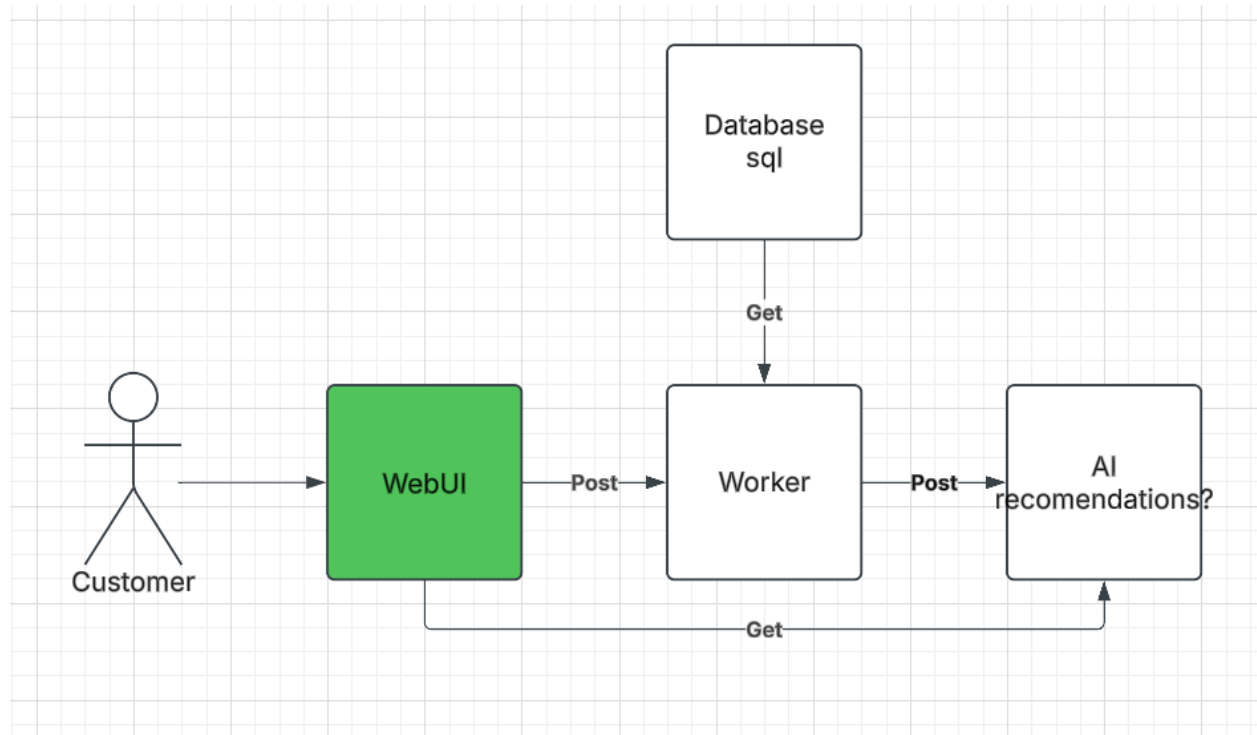 Database
sql
Get
WebUI
Post
Worker
Post
AI
recomendations?
Customer
Get